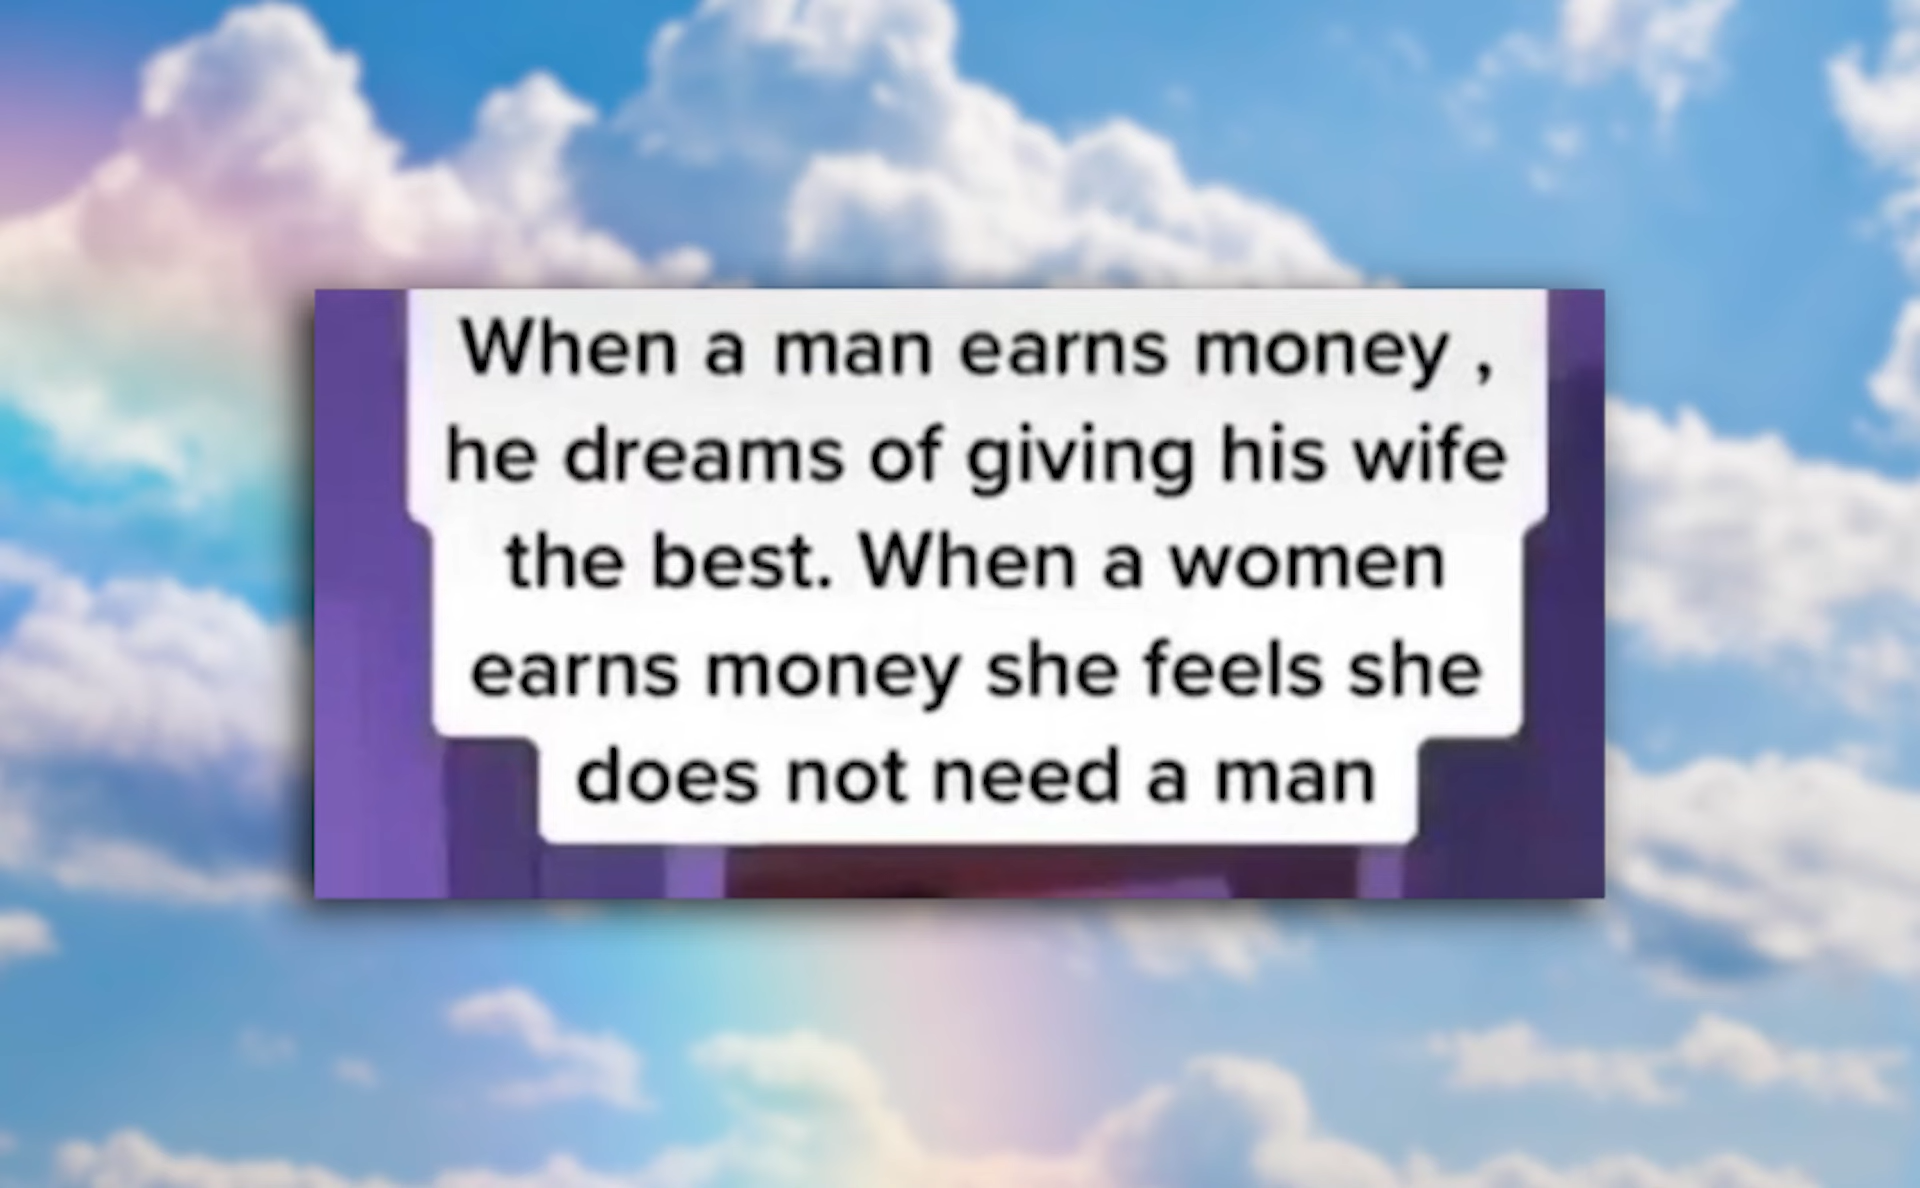 When a man earns money ,
he dreams of giving his wife
the best. When a women
earns money she feels she
does not need a man